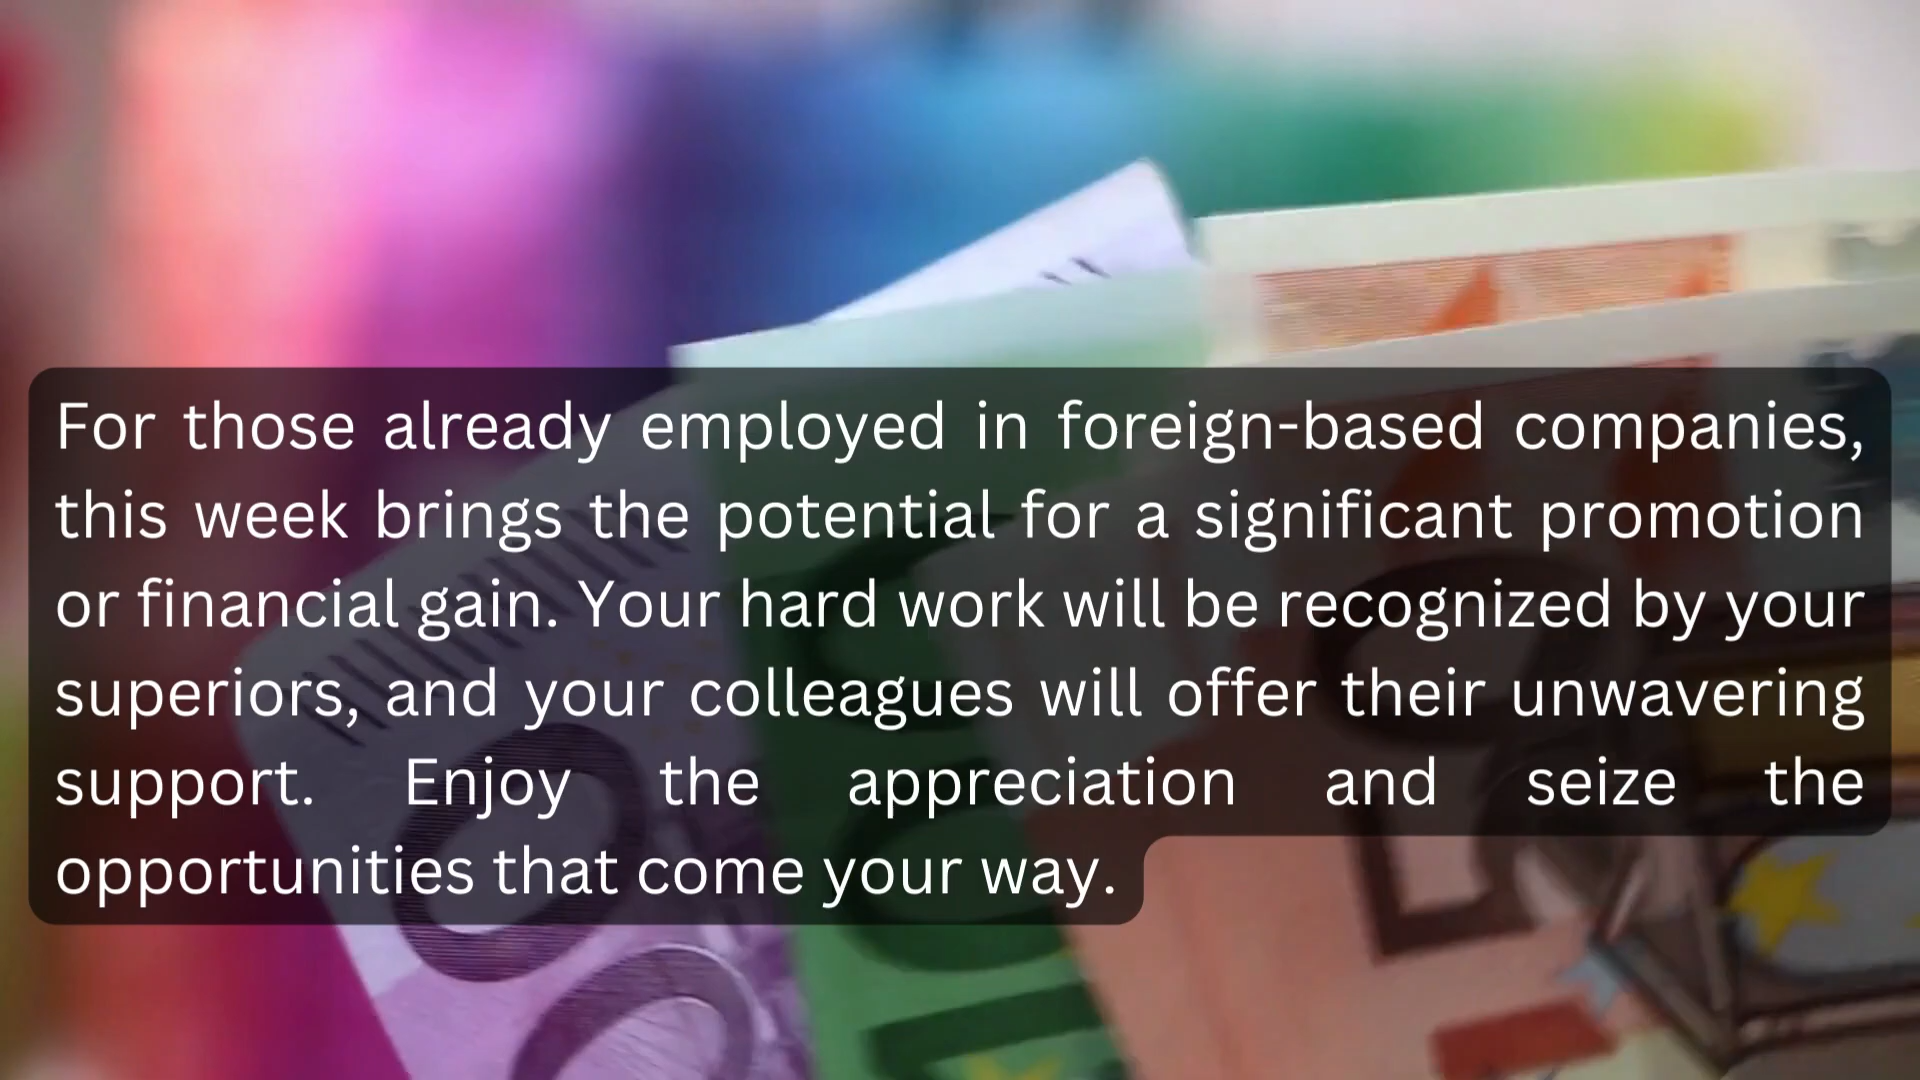 For those already employed in foreign-based companies,
this week brings the potential for a significant promotion
or financial gain. Your hard work will be recognized by your
superiors, and your colleagues will offer their unwavering
support. Enjoy the appreciation and seize the
opportunities that come your way.